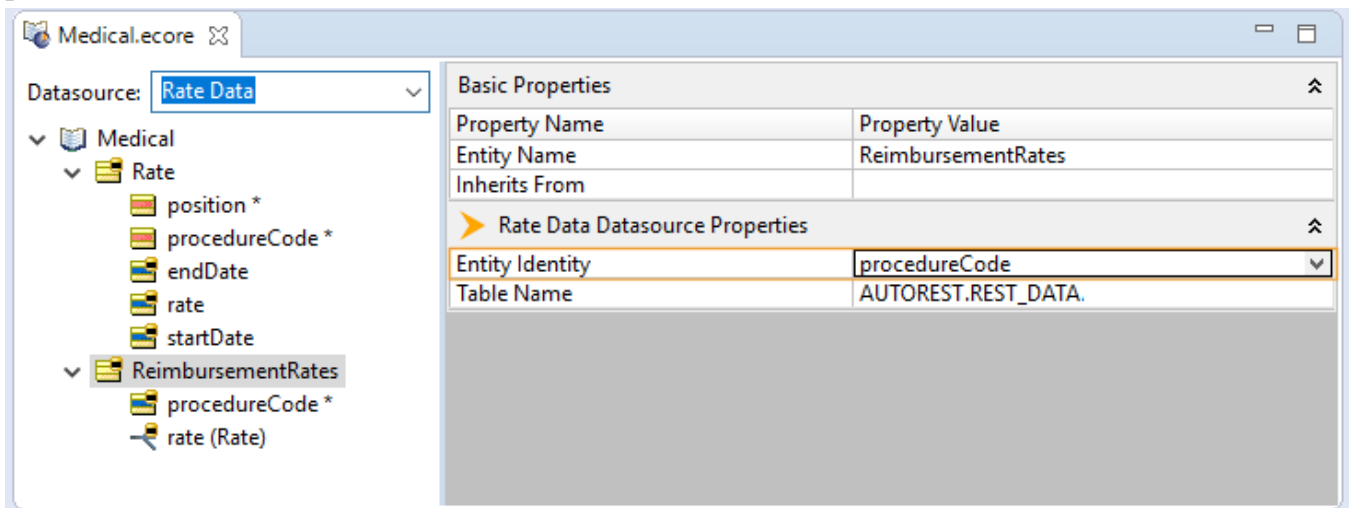 Medical.ecore
Datasource: Rate Data
Medical
Rate
position *
procedureCode *
endDate
rate
startDate
ReimbursementRates
procedureCode *
rate (Rate)
Basic Properties
Property Name Property Value
Entity Name ReimbursementRates
Inherits From
Rate Data Datasource Properties
Entity Identity procedureCode
Table Name AUTOREST.REST_DATA.